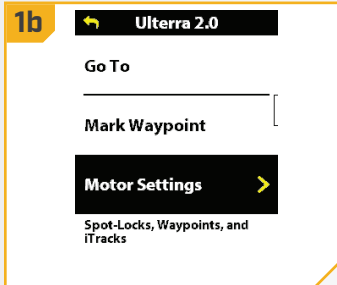 1b
Ulterra 2.0
Go To
Mark Waypoint
Motor Settings
Spot-Locks, Waypoints, and
iTracks